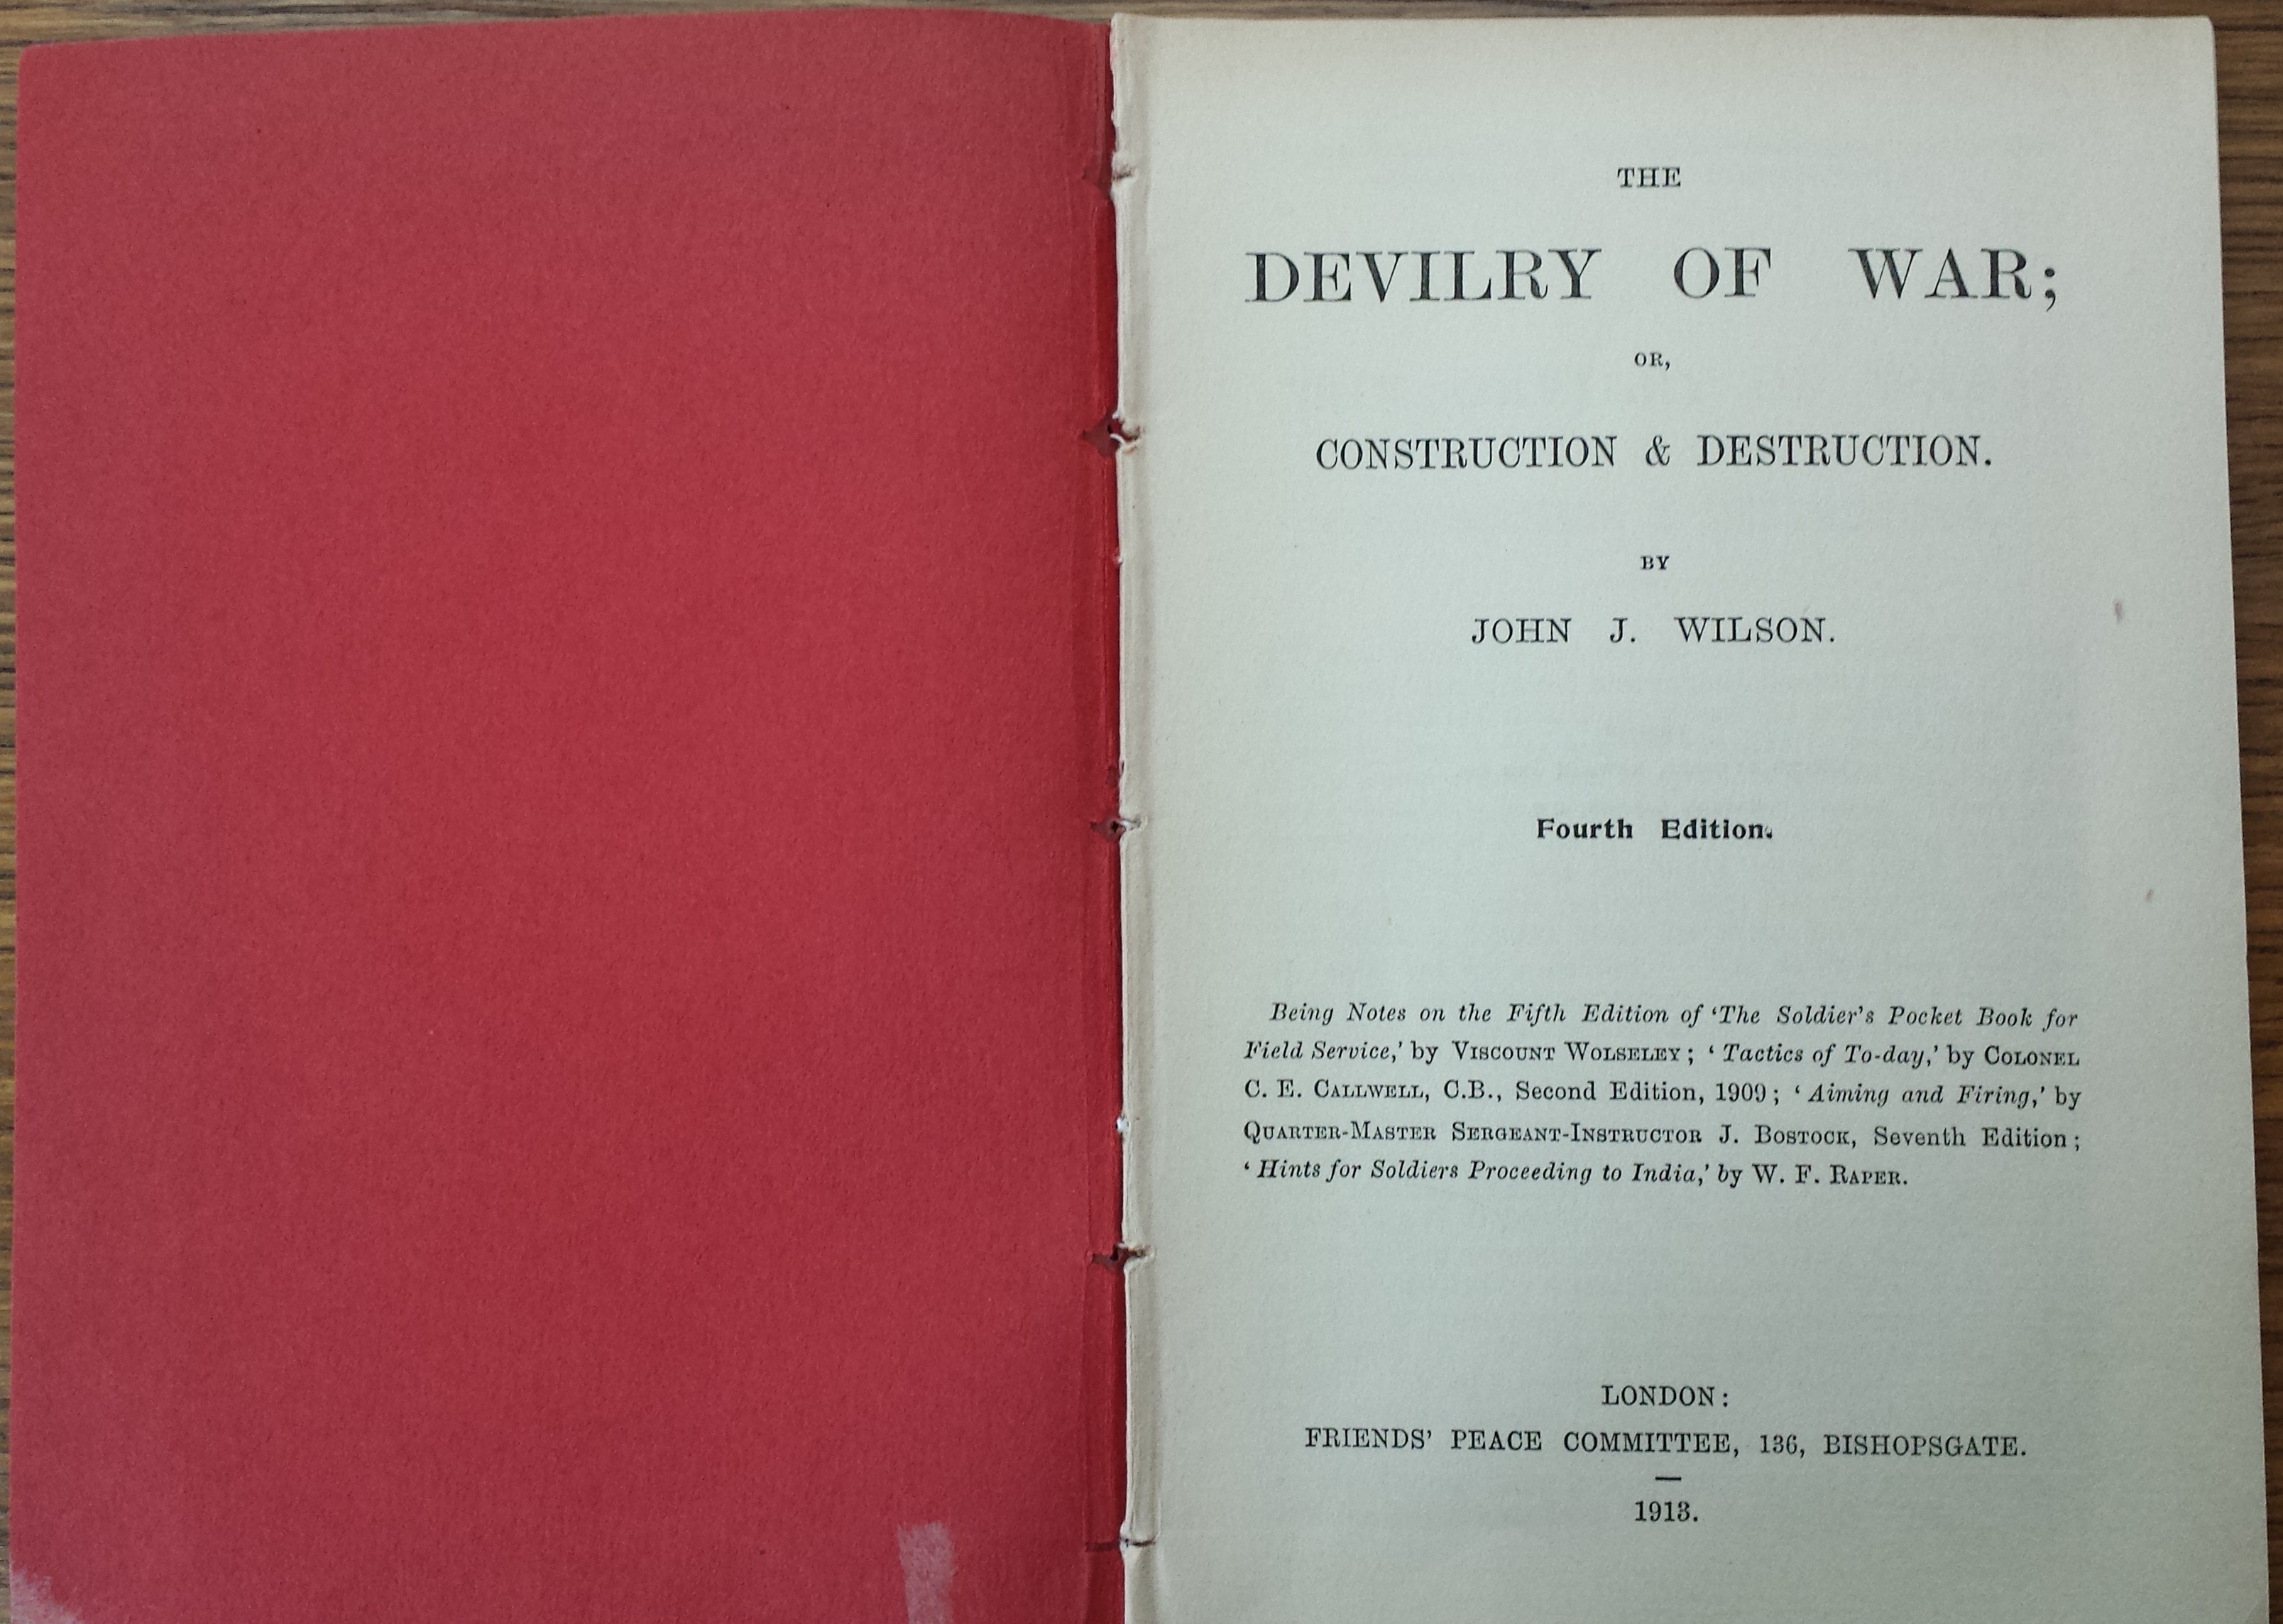 THE
DEVILRY OF WAR;
OR,
CONSTRUCTION & DESTRUCTION.
BY
JOHN J. WILSON.
Fourth Edition.
Being Notes on the Fifth Edition of ‘The Soldier’s Pocket Book for
Field Service,’ by VISCOUNT WOLSELEY; ‘Tactics of To-day,’ by COLONEL
C. E. CALLWELL, C.B., Second Edition, 1909; ‘Aiming and Firing,’ by
QUARTER-MASTER SERGEANT-INSTRUCTOR J. BOSTOCK, Seventh Edition;
‘Hints for Soldiers Proceeding to India,’ by W. F. RAPER.
LONDON:
FRIENDS’ PEACE COMMITTEE, 136, BISHOPSGATE.
1913.